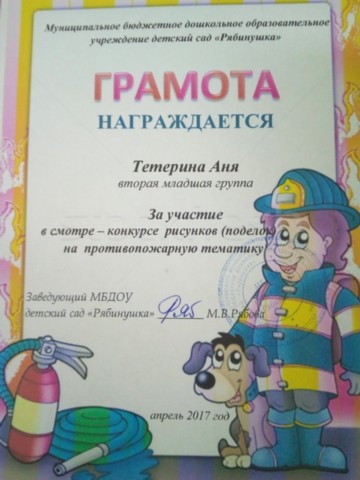 Муниципальное бюджетное дошкольное образовательное
учреждение детский сад «Рябинушка»
ГРАМОТА
НАГРАЖДАЕТСЯ
Тетерина Аня
вторая младшая группа
За участие
в смотре – конкурсе рисунков (поделок)
на противопожарную тематику
Заведующий МБДОУ
детский сад «Рябинушка» М.В.Рябова
апрель 2017 год